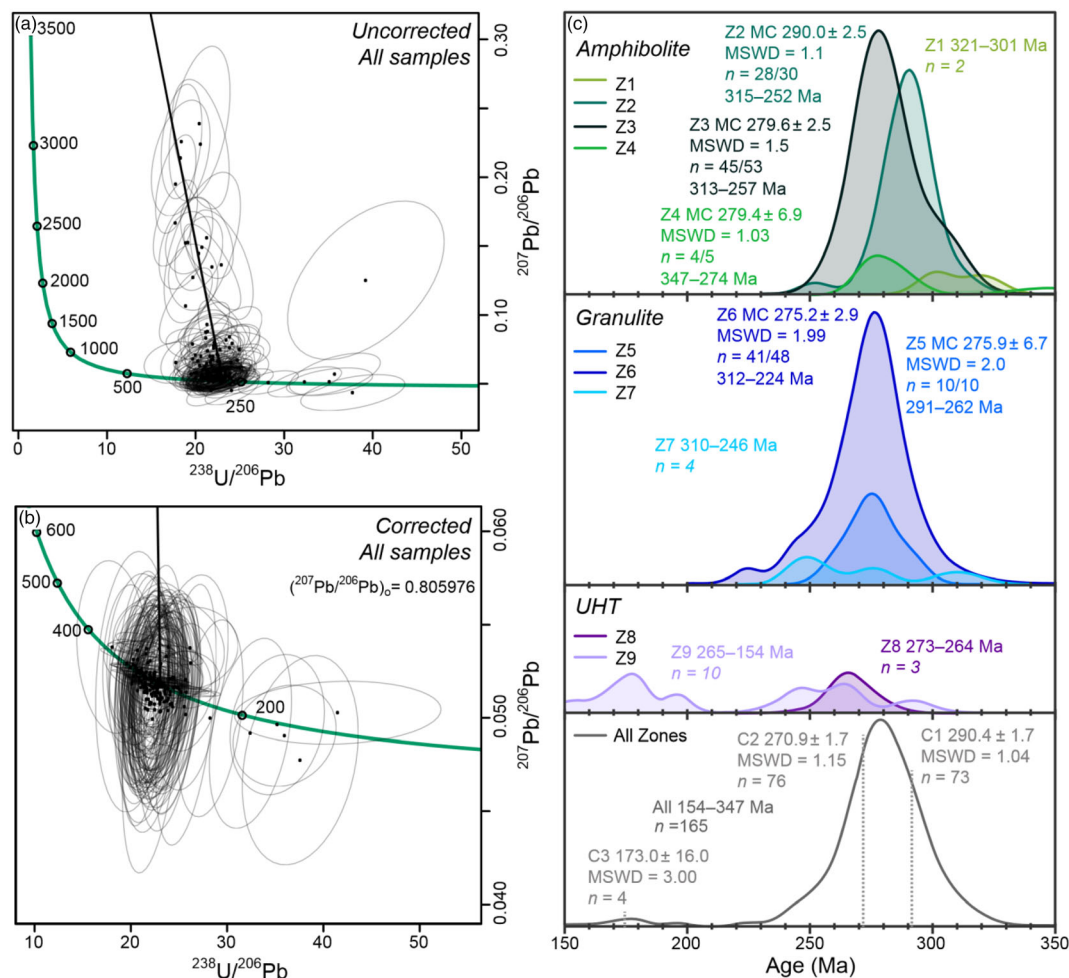 (a)
Uncorrected
All samples
3500
3000
2500
2000
1500
1000
500
250
0.30
0.20
0.10
207Pb/206Pb
0 10 20 30 40 50
238U/206Pb
(b)
Corrected
All samples
(207Pb/206Pb)o= 0.805976
600
500
400
200
0.060
0.050
0.040
207Pb/206Pb
10 20 30 40 50
238U/206Pb
(c)
Amphibolite
Z1
Z2
Z3
Z4
Z2 MC 290.0 ± 2.5
MSWD = 1.1
n = 28/30
315–252 Ma
Z1 321–301 Ma
n = 2
Z3 MC 279.6 ± 2.5
MSWD = 1.5
n = 45/53
313–257 Ma
Z4 MC 279.4 ± 6.9
MSWD = 1.03
n = 4/5
347–274 Ma
Granulite
Z5
Z6
Z7
Z6 MC 275.2 ± 2.9
MSWD = 1.99
n = 41/48
312–224 Ma
Z5 MC 275.9 ± 6.7
MSWD = 2.0
n = 10/10
291–262 Ma
Z7 310–246 Ma
n = 4
UHT
Z8
Z9
Z9 265–154 Ma
n = 10
Z8 273–264 Ma
n = 3
All Zones
C2 270.9 ± 1.7
MSWD = 1.15
n = 76
C1 290.4 ± 1.7
MSWD = 1.04
n = 73
All 154–347 Ma
n =165
C3 173.0 ± 16.0
MSWD = 3.00
n = 4
150 200 250 300 350
Age (Ma)